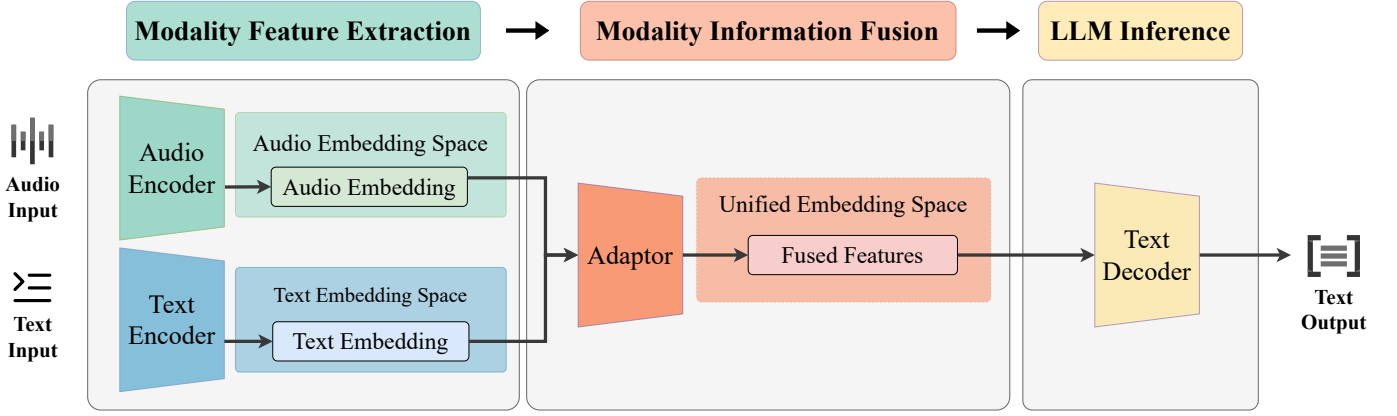 Modality Feature Extraction
Modality Information Fusion
LLM Inference
Audio
Input
Audio
Encoder
Audio Embedding Space
Audio Embedding
Text
Input
Text
Encoder
Text Embedding Space
Text Embedding
Adaptor
Unified Embedding Space
Fused Features
Text
Decoder
Text
Output